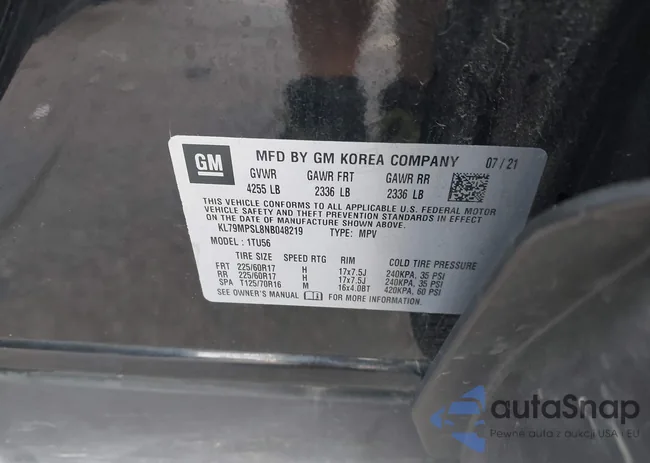 GM
MFD BY GM KOREA COMPANY 07 / 21
GVWR GAWR FRT GAWR RR
4255 LB 2336 LB 2336 LB
THIS VEHICLE CONFORMS TO ALL APPLICABLE U.S. FEDERAL MOTOR
VEHICLE SAFETY AND THEFT PREVENTION STANDARDS IN
EFFECT ON THE DATE OF MANUFACTURE SHOWN ABOVE.
KL79MPSL8NB048219 TYPE: MPV
MODEL : 1TU56
TIRE SIZE SPEED RTG RIM COLD TIRE PRESSURE
FRT 225/60R17 H 17x7.5J 240KPA, 35 PSI
RR 225/60R17 H 17x7.5J 240KPA, 35 PSI
SPA T125/70R16 M 16x4.0BT 420KPA, 60 PSI
SEE OWNER'S MANUAL FOR MORE INFORMATION.
autaSnap
Pewne auta z aukcji USA i EU